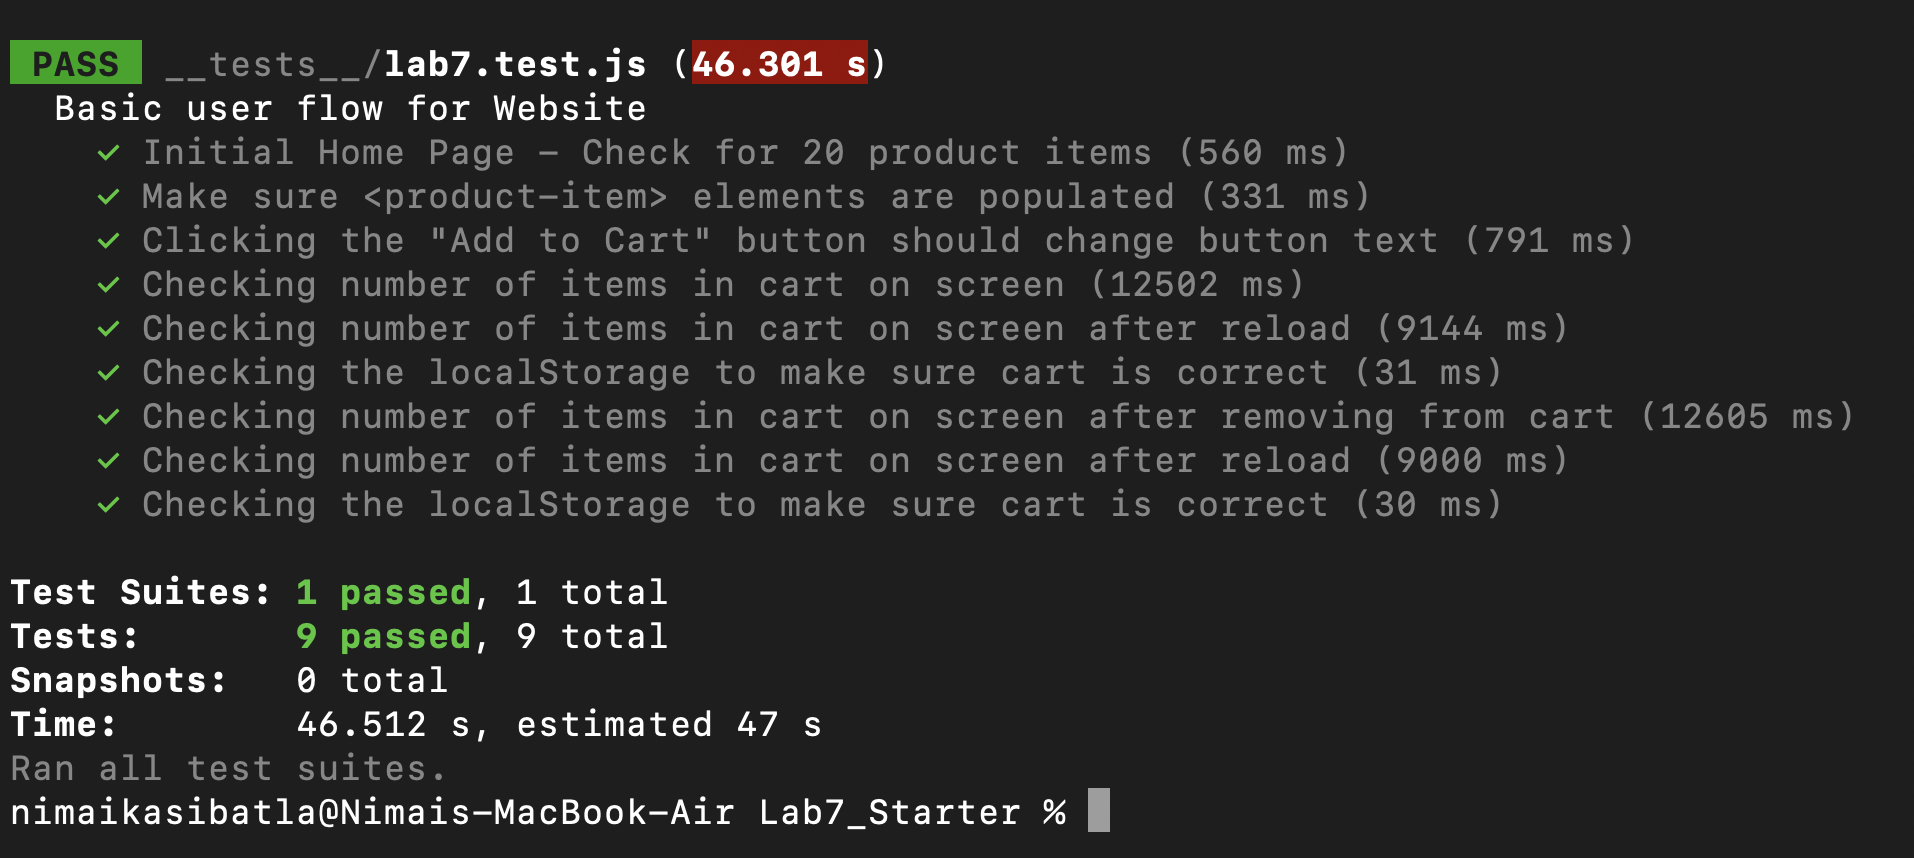 PASS __tests__/lab7.test.js (46.301 s)
Basic user flow for Website
✓ Initial Home Page – Check for 20 product items (560 ms)
✓ Make sure <product-item> elements are populated (331 ms)
✓ Clicking the "Add to Cart" button should change button text (791 ms)
✓ Checking number of items in cart on screen (12502 ms)
✓ Checking number of items in cart on screen after reload (9144 ms)
✓ Checking the localStorage to make sure cart is correct (31 ms)
✓ Checking number of items in cart on screen after removing from cart (12605 ms)
✓ Checking number of items in cart on screen after reload (9000 ms)
✓ Checking the localStorage to make sure cart is correct (30 ms)
Test Suites: 1 passed, 1 total
Tests: 9 passed, 9 total
Snapshots: 0 total
Time: 46.512 s, estimated 47 s
Ran all test suites.
nimaikasibatla@Nimais-MacBook-Air Lab7_Starter %